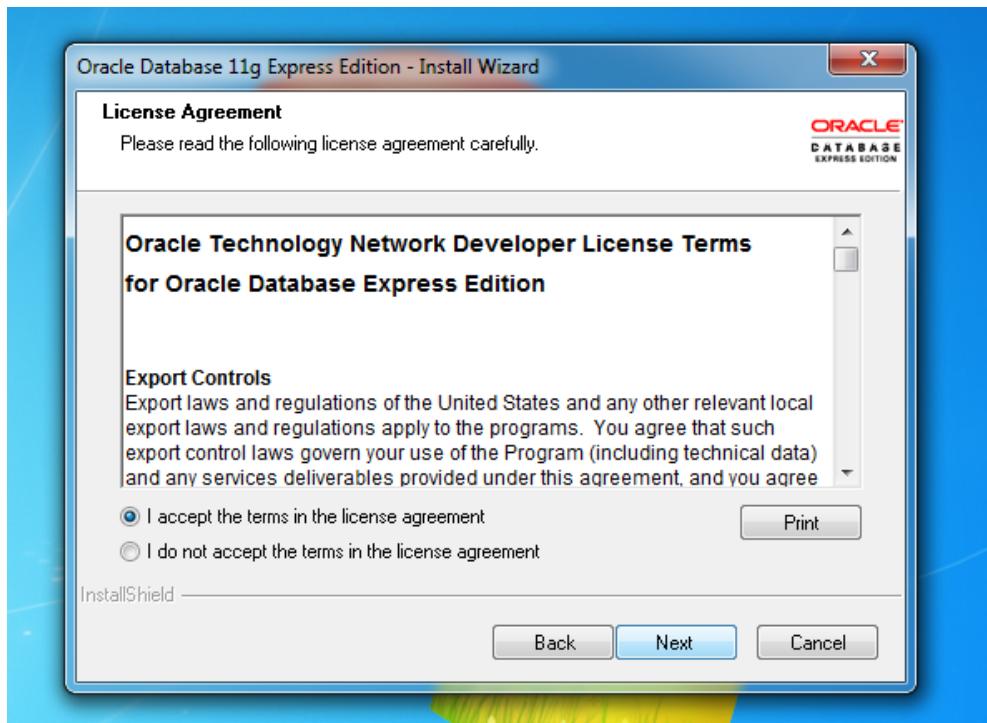 Oracle Database 11g Express Edition - Install Wizard
x
License Agreement
Please read the following license agreement carefully.
ORACLE
DATABASE
EXPRESS EDITION
Oracle Technology Network Developer License Terms
for Oracle Database Express Edition
Export Controls
Export laws and regulations of the United States and any other relevant local
export laws and regulations apply to the programs.  You agree that such
export control laws govern your use of the Program (including technical data)
and any services deliverables provided under this agreement, and you agree
I accept the terms in the license agreement
Print
I do not accept the terms in the license agreement
InstallShield
Back Next Cancel